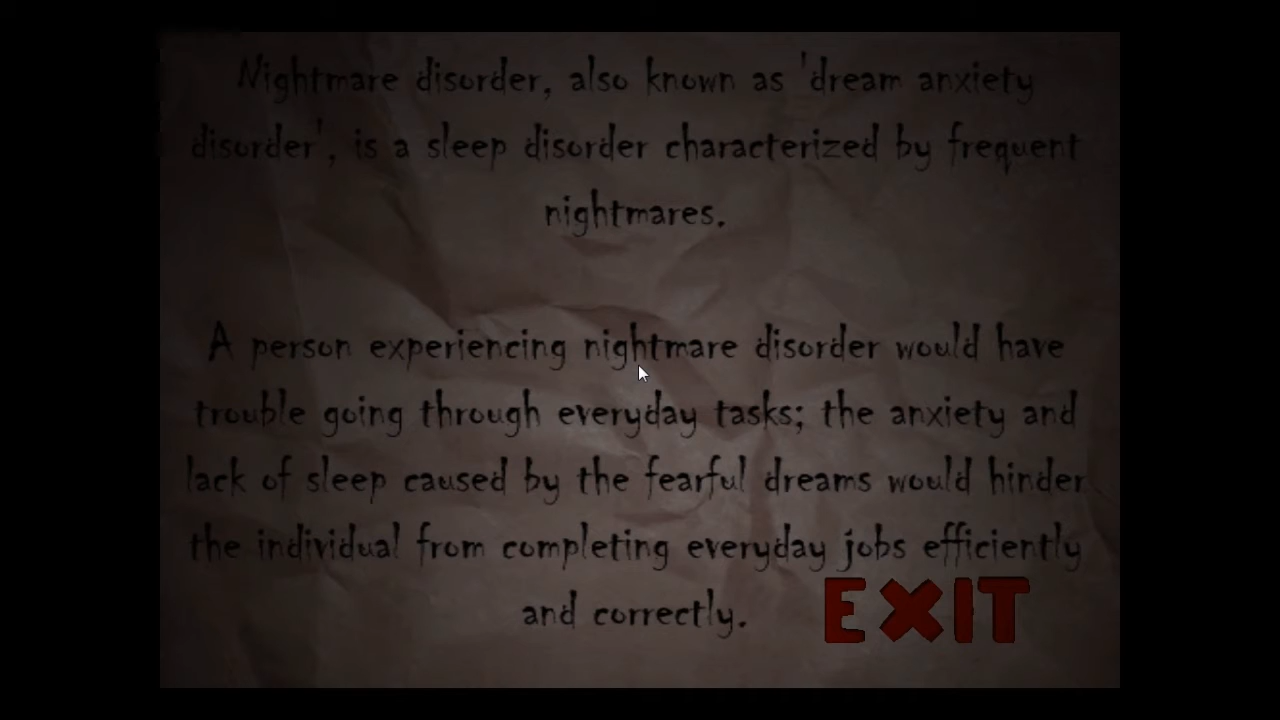 Nightmare disorder, also known as 'dream anxiety
disorder', is a sleep disorder characterized by frequent
nightmares.
A person experiencing nightmare disorder would have
trouble going through everyday tasks; the anxiety and
lack of sleep caused by the fearful dreams would hinder
the individual from completing everyday jobs efficiently
and correctly.
EXIT